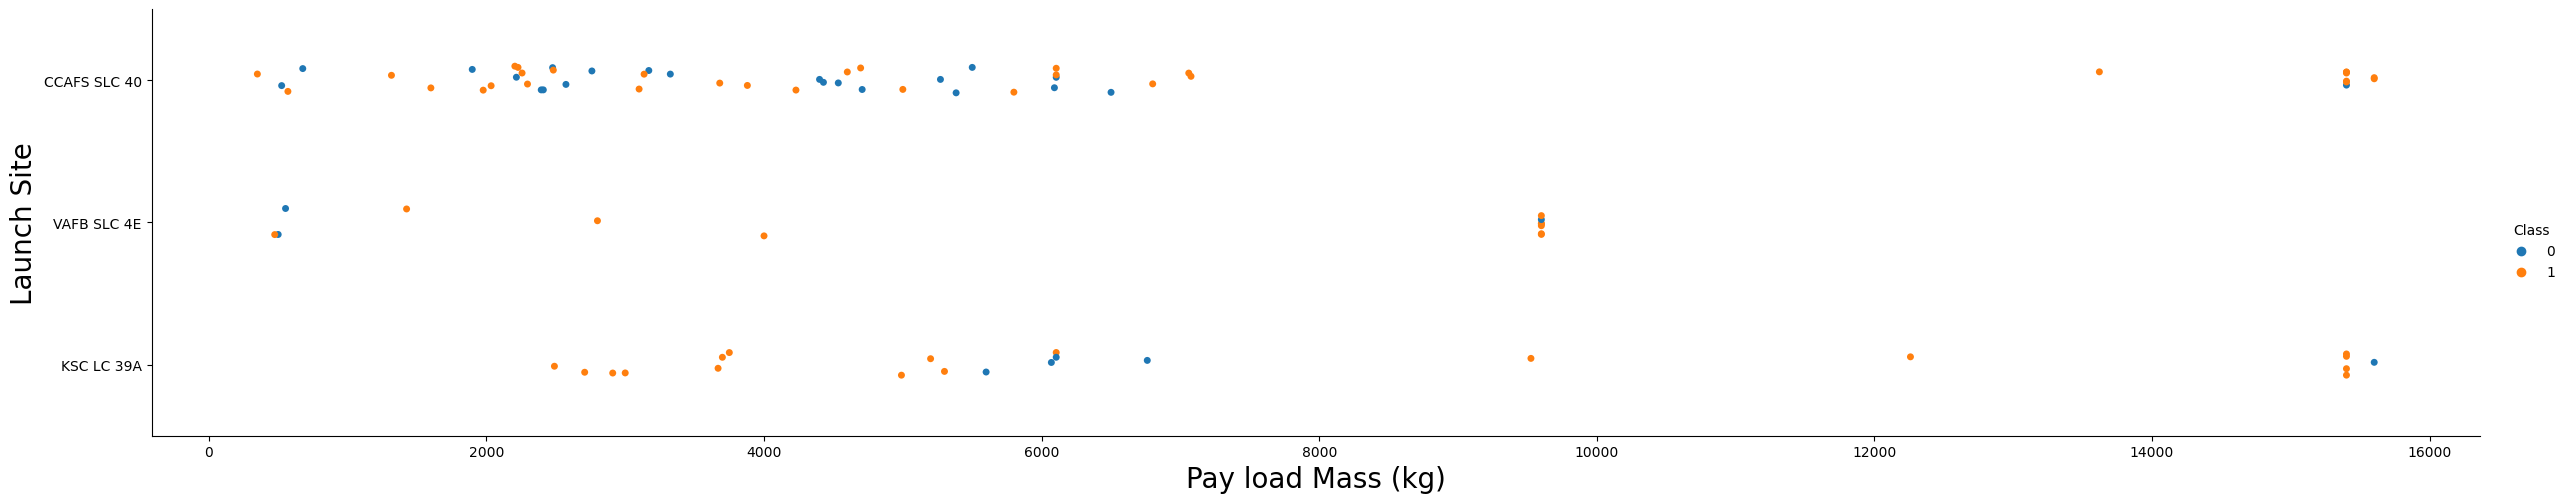 Launch Site
CCAFS SLC 40
VAFB SLC 4E
KSC LC 39A
0 2000 4000 6000 8000 10000 12000 14000 16000
Pay load Mass (kg)
Class
0
1